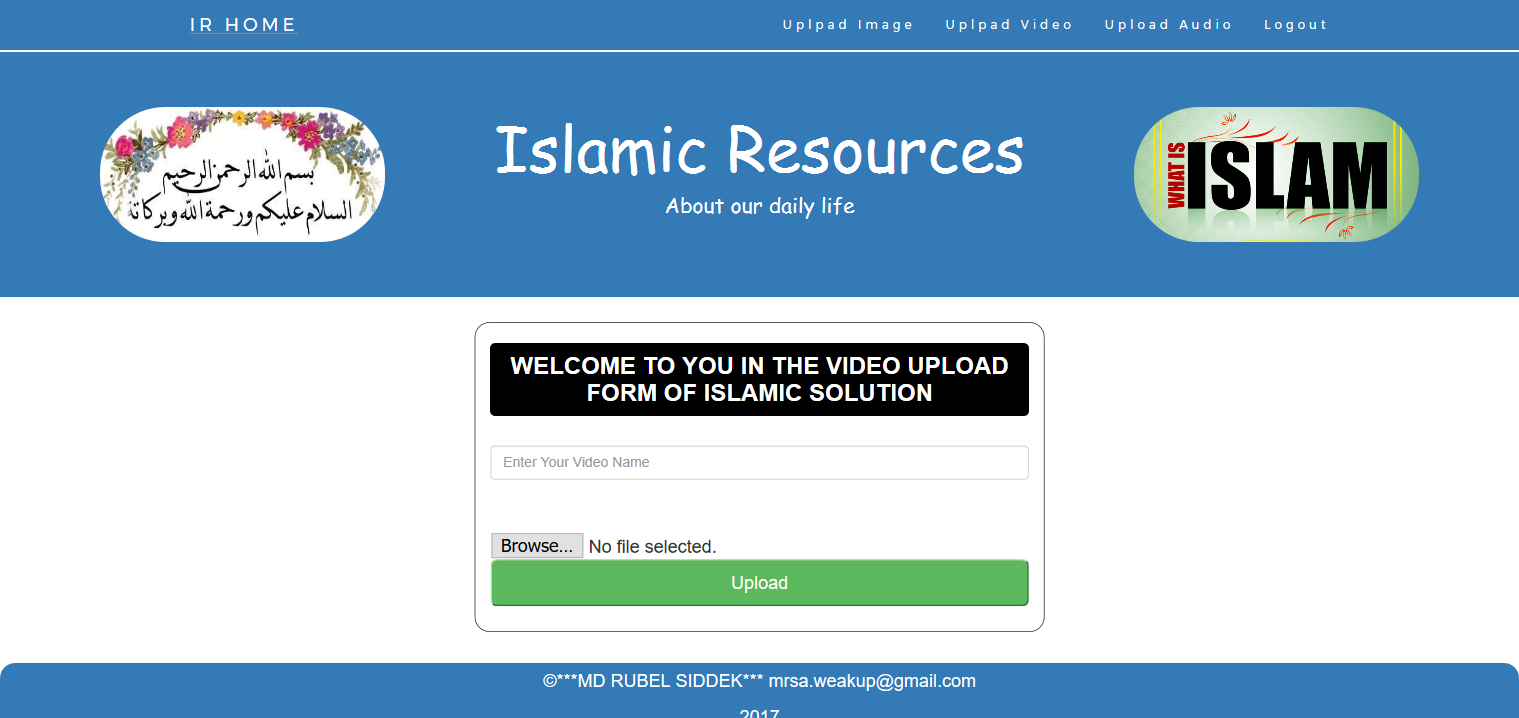 IR HOME
Uplpad Image
Uplpad Video
Upload Audio
Logout
بسم الله الرحمن الرحيم
السلام عليكم ورحمة الله وبركاته
Islamic Resources
About our daily life
WHAT IS
ISLAM
WELCOME TO YOU IN THE VIDEO UPLOAD
FORM OF ISLAMIC SOLUTION
Enter Your Video Name
Browse... No file selected.
Upload
©***MD RUBEL SIDDEK*** mrsa.weakup@gmail.com
2017